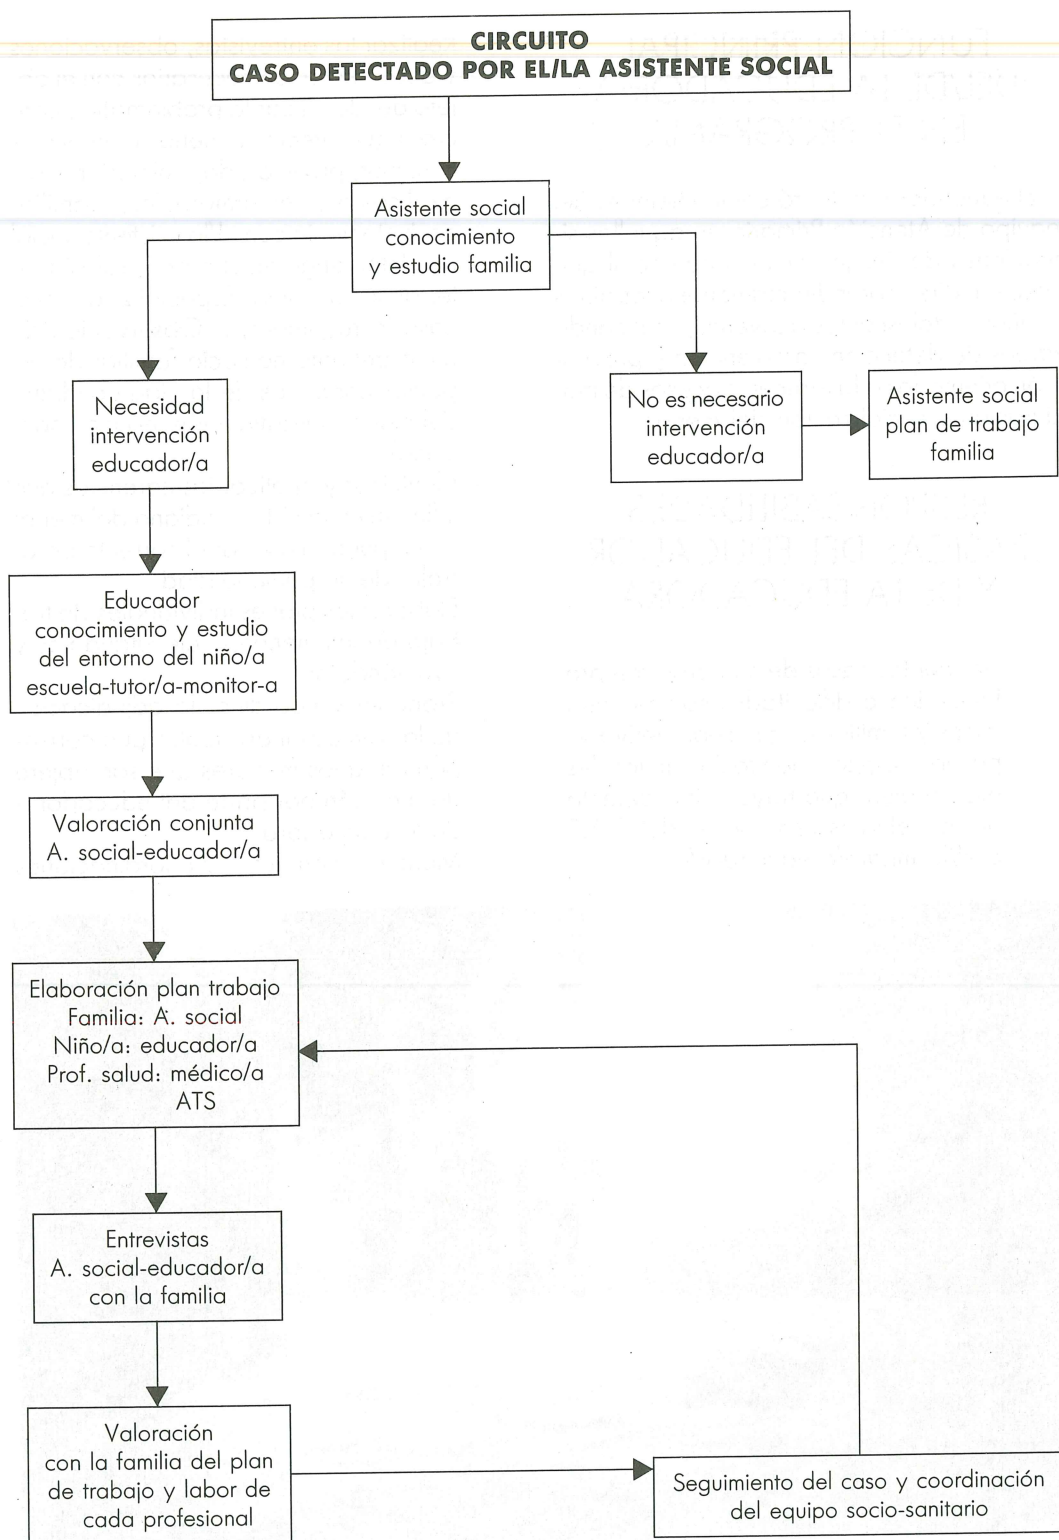 CIRCUITO
CASO DETECTADO POR EL/LA ASISTENTE SOCIAL
Asistente social
conocimiento
y estudio familia
Necesidad
intervención
educador/a
No es necesario
intervención
educador/a
Asistente social
plan de trabajo
familia
Educador
conocimiento y estudio
del entorno del niño/a
escuela-tutor/a-monitor-a
Valoración conjunta
A. social-educador/a
Elaboración plan trabajo
Familia: A. social
Niño/a: educador/a
Prof. salud: médico/a
ATS
Entrevistas
A. social-educador/a
con la familia
Valoración
con la familia del plan
de trabajo y labor de
cada profesional
Seguimiento del caso y coordinación
del equipo socio-sanitario